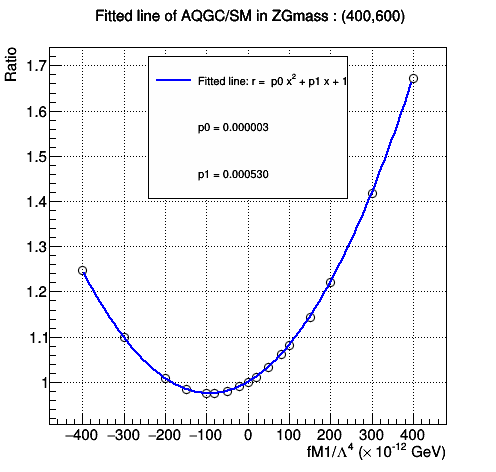 Fitted line of AQGC/SM in ZGmass : (400,600)
Ratio
1.7
1.6
1.5
1.4
1.3
1.2
1.1
1
Fitted line: r = p0 x² + p1 x + 1
p0 = 0.000003
p1 = 0.000530
−400 −300 −200 −100 0 100 200 300 400
fM1/Λ⁴ (× 10⁻¹² GeV)